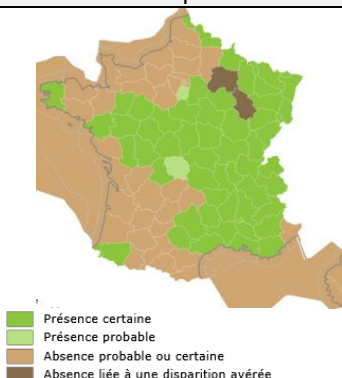 Présence certaine
Présence probable
Absence probable ou certaine
Absence liée à une disparition avérée